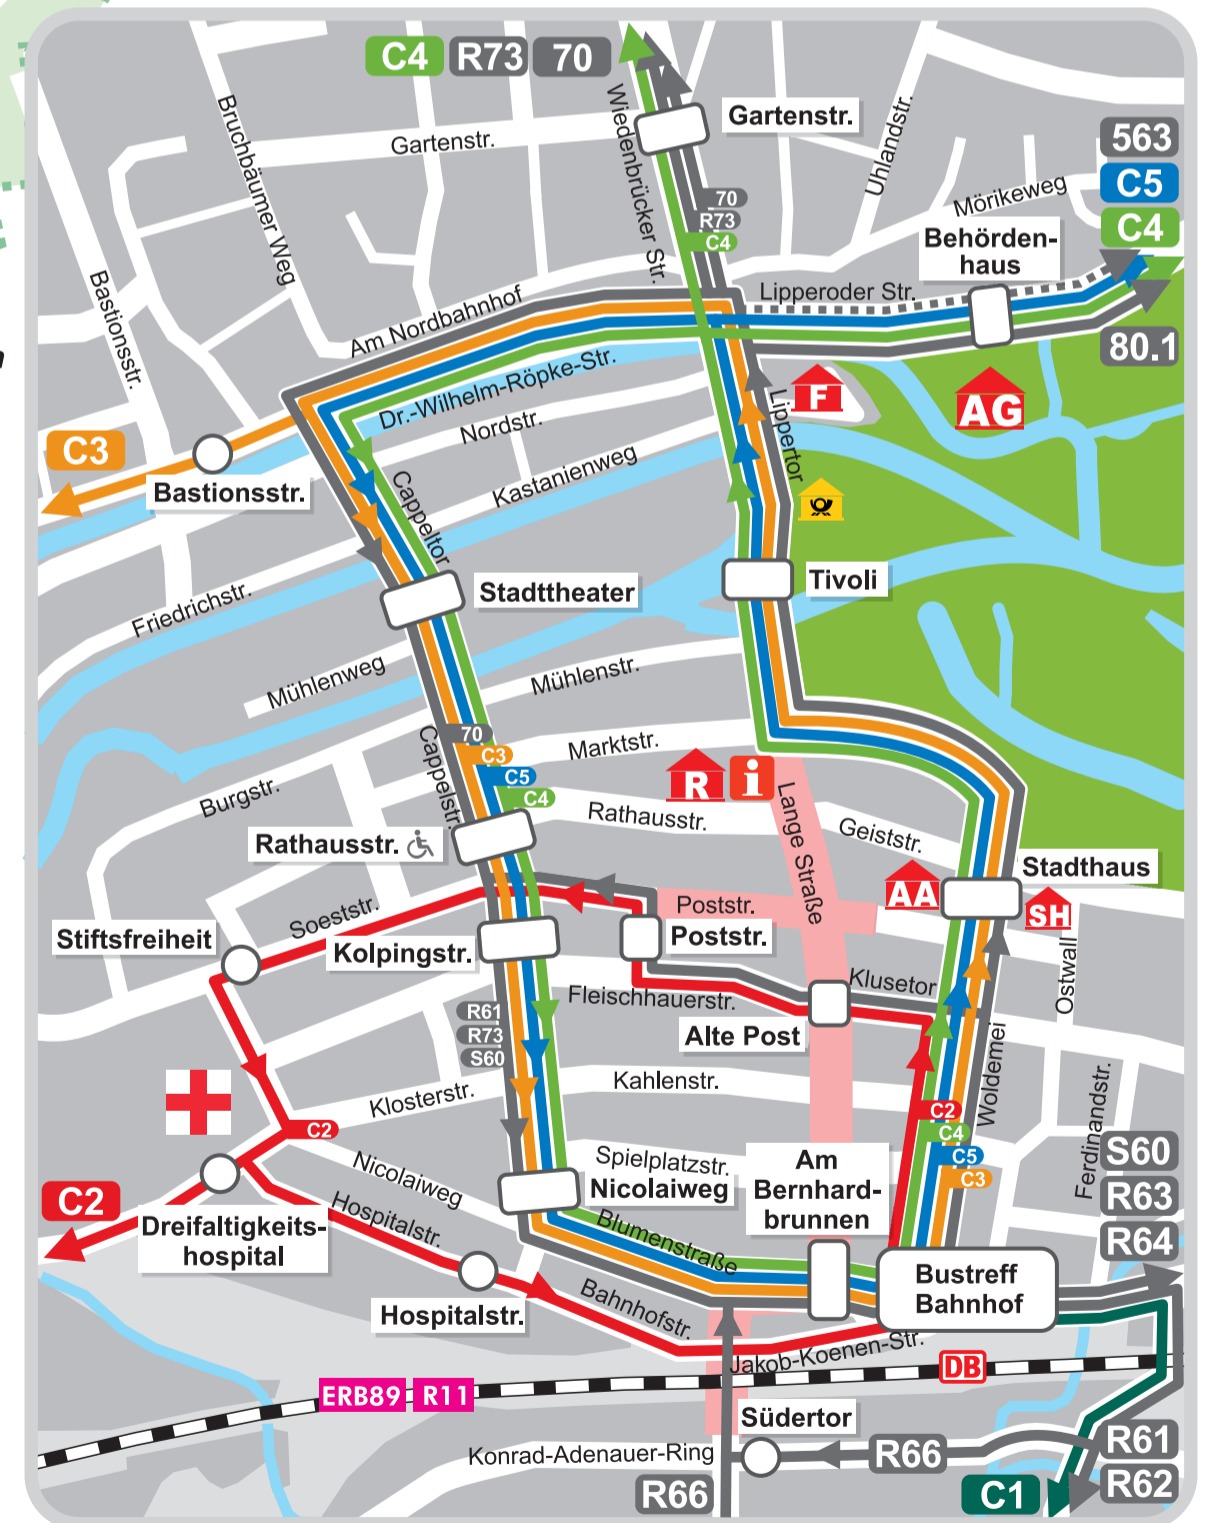 C4 R73 70
Gartenstr.
Wiedenbrücker Str.
Bruchbäumer Weg
Gartenstr.
Uhlandstr.
563
C5
C4
Mörikeweg
70
R73
C4
Behörden-
haus
Bastionsstr.
Am Nordbahnhof
Lipperoder Str.
80.1
Dr.-Wilhelm-Röpke-Str.
F
AG
Lippertor
Nordstr.
C3
Bastionsstr.
Kastanienweg
Cappeltor
Stadttheater
Tivoli
Friedrichstr.
Mühlenweg
Mühlenstr.
70
C3
C5
C4
Cappelstr.
Marktstr.
R
i
Burgstr.
Rathausstr.
Lange Straße
Geiststr.
Rathausstr.
Stadthaus
AA
SH
Soeststr.
Poststr.
Stiftsfreiheit
Kolpingstr.
Poststr.
Ostwall
Klusetor
Fleischhauerstr.
R61
R73
S60
Alte Post
Woldemei
Kahlenstr.
Klosterstr.
C2
C2
C4
C5
C3
Ferdinandstr.
S60
R63
R64
Spielplatzstr.
Nicolaiweg
Nicolaiweg
Am
Bernhard-
brunnen
C2
Dreifaltigkeits-
hospital
Hospitalstr.
Blumenstraße
Bustreff
Bahnhof
Hospitalstr.
Bahnhofstr.
Jakob-Koenen-Str.
DB
ERB89 R11
Südertor
Konrad-Adenauer-Ring
R66
R66
C1
R61
R62